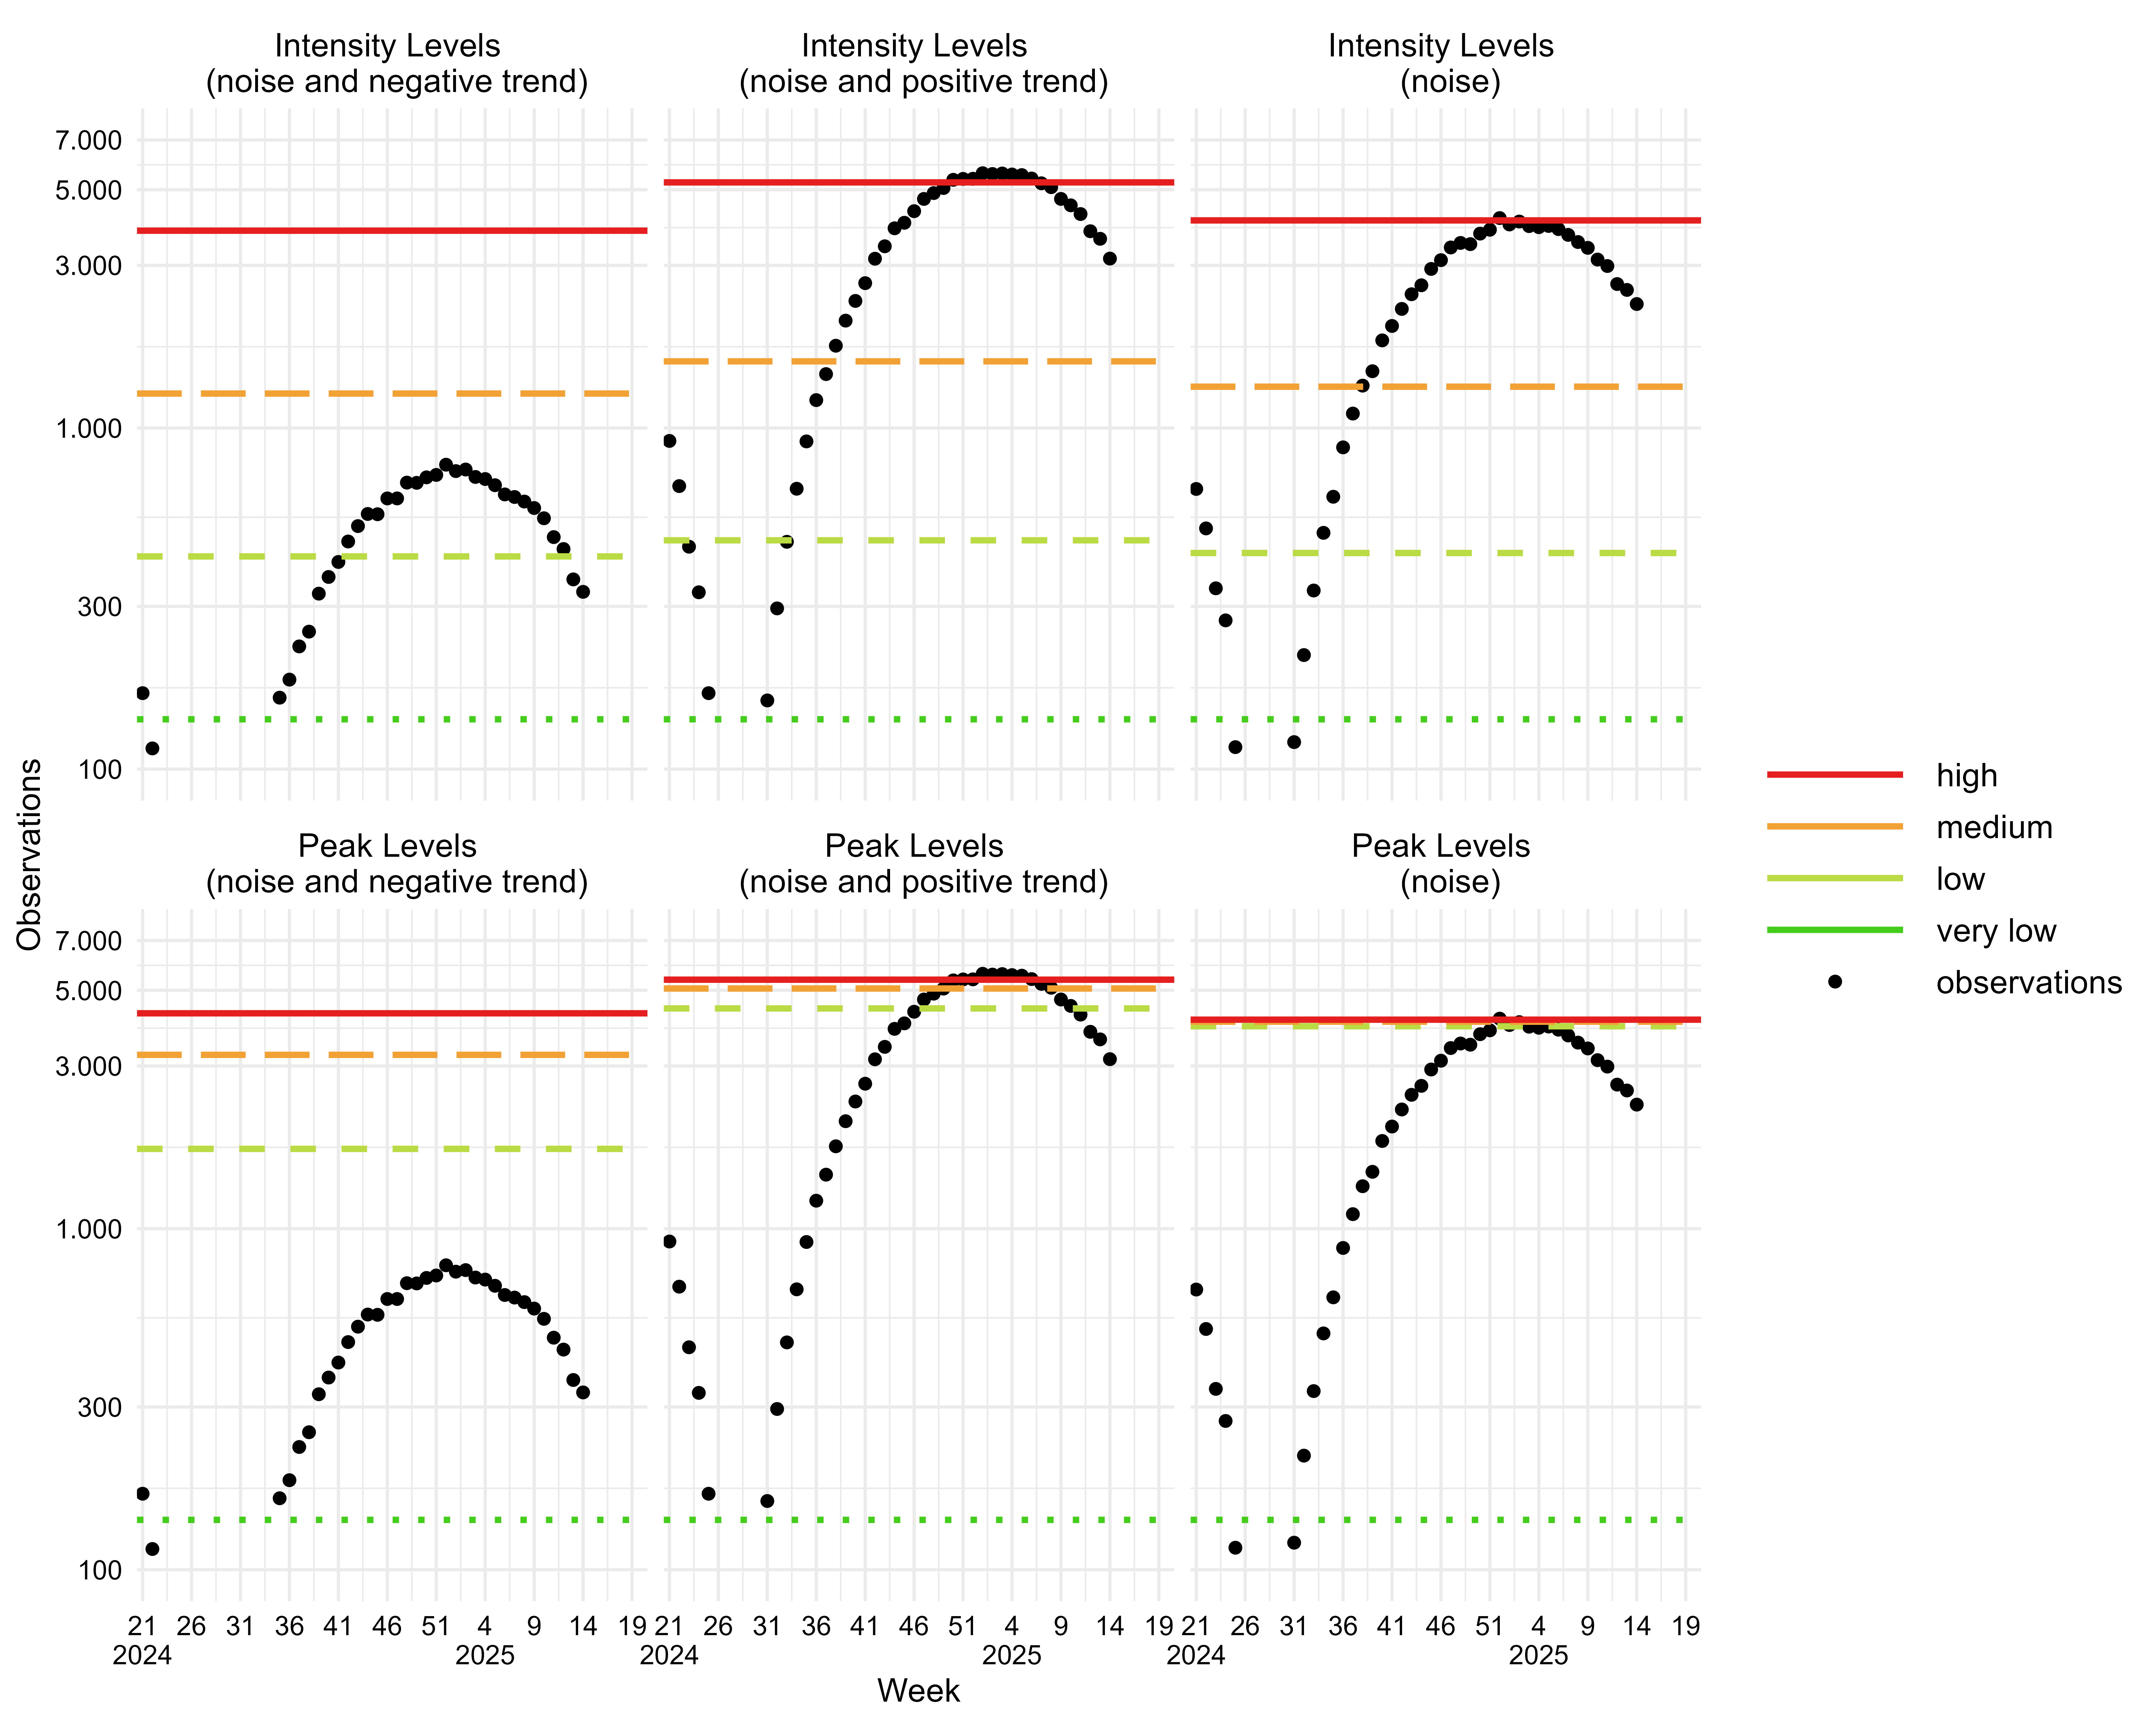 Intensity Levels
(noise and negative trend)
Intensity Levels
(noise and positive trend)
Intensity Levels
(noise)
7.000
5.000
3.000
1.000
300
100
Peak Levels
(noise and negative trend)
Peak Levels
(noise and positive trend)
Peak Levels
(noise)
7.000
5.000
3.000
1.000
300
100
Observations
21 26 31 36 41 46 51 4 9 14 19
2024 2025
21 26 31 36 41 46 51 4 9 14 19
2024 2025
21 26 31 36 41 46 51 4 9 14 19
2024 2025
Week
high
medium
low
very low
observations